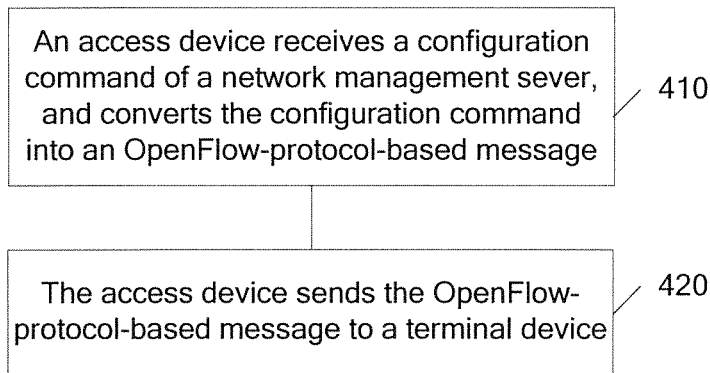 An access device receives a configuration
command of a network management sever,
and converts the configuration command
into an OpenFlow-protocol-based message
410
The access device sends the OpenFlow-
protocol-based message to a terminal device
420